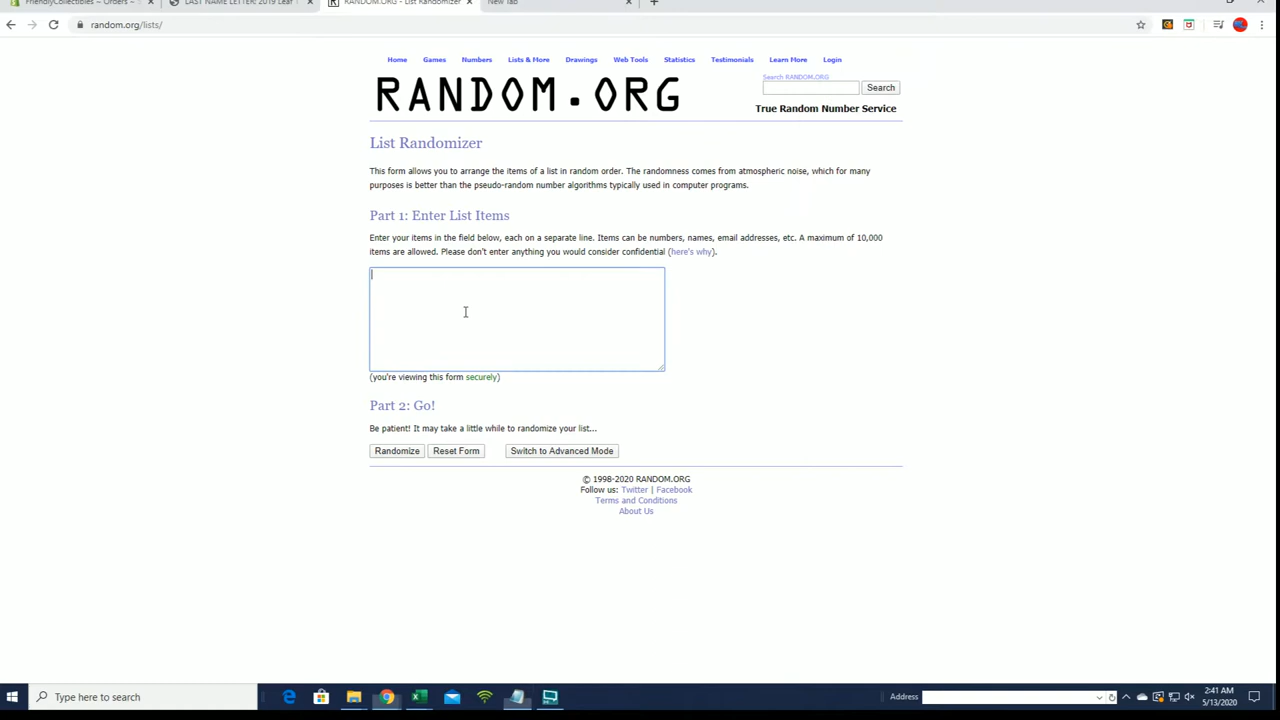 FriendlyCollectibles ~ Orders ~
LAST NAME LETTER: 2019 Leaf
RANDOM.ORG - List Randomizer
New Tab
random.org/lists/
Home Games Numbers Lists & More Drawings Web Tools Statistics Testimonials Learn More Login
RANDOM.ORG
Search RANDOM.ORG
Search
True Random Number Service
List Randomizer
This form allows you to arrange the items of a list in random order. The randomness comes from atmospheric noise, which for many
purposes is better than the pseudo-random number algorithms typically used in computer programs.
Part 1: Enter List Items
Enter your items in the field below, each on a separate line. Items can be numbers, names, email addresses, etc. A maximum of 10,000
items are allowed. Please don't enter anything you would consider confidential (here's why).
(you're viewing this form securely)
Part 2: Go!
Be patient! It may take a little while to randomize your list...
Randomize Reset Form Switch to Advanced Mode
© 1998-2020 RANDOM.ORG
Follow us: Twitter | Facebook
Terms and Conditions
About Us
Type here to search
Address
2:41 AM
5/13/2020